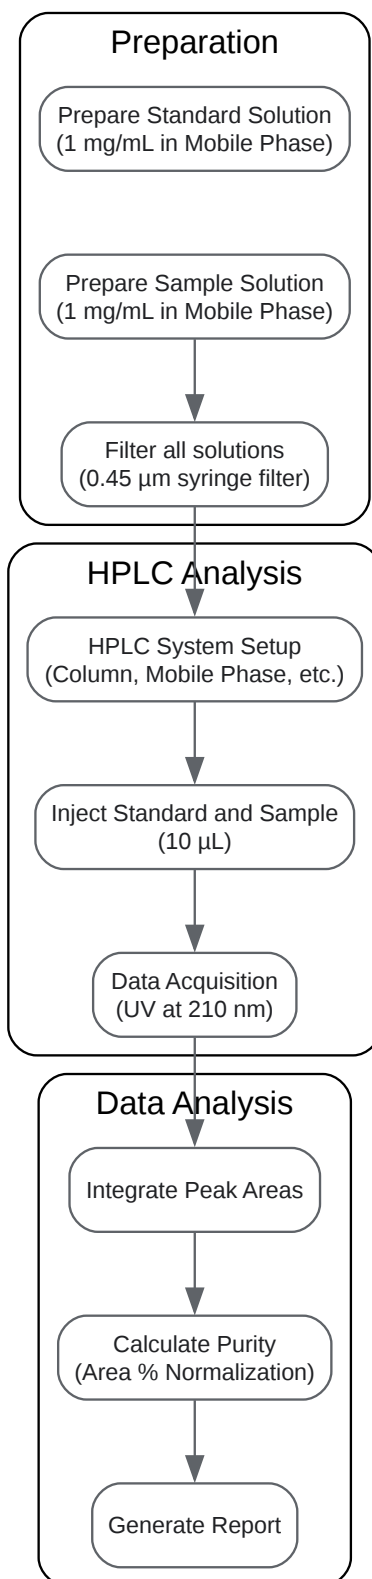 Preparation
Prepare Standard Solution
(1 mg/mL in Mobile Phase)
Prepare Sample Solution
(1 mg/mL in Mobile Phase)
Filter all solutions
(0.45 µm syringe filter)
HPLC Analysis
HPLC System Setup
(Column, Mobile Phase, etc.)
Inject Standard and Sample
(10 µL)
Data Acquisition
(UV at 210 nm)
Data Analysis
Integrate Peak Areas
Calculate Purity
(Area % Normalization)
Generate Report